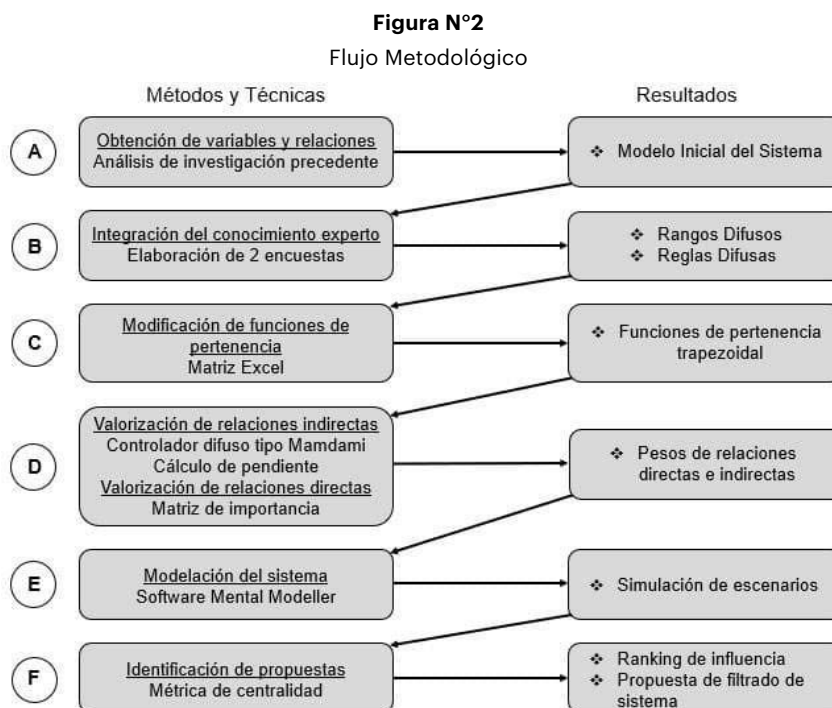 Figura N°2
Flujo Metodológico
Métodos y Técnicas
Resultados
A
Obtención de variables y relaciones
Análisis de investigación precedente
❖ Modelo Inicial del Sistema
B
Integración del conocimiento experto
Elaboración de 2 encuestas
❖ Rangos Difusos
❖ Reglas Difusas
C
Modificación de funciones de
pertenencia
Matriz Excel
❖ Funciones de pertenencia
trapezoidal
D
Valorización de relaciones indirectas
Controlador difuso tipo Mamdami
Cálculo de pendiente
Valorización de relaciones directas
Matriz de importancia
❖ Pesos de relaciones
directas e indirectas
E
Modelación del sistema
Software Mental Modeller
❖ Simulación de escenarios
F
Identificación de propuestas
Métrica de centralidad
❖ Ranking de influencia
❖ Propuesta de filtrado de
sistema